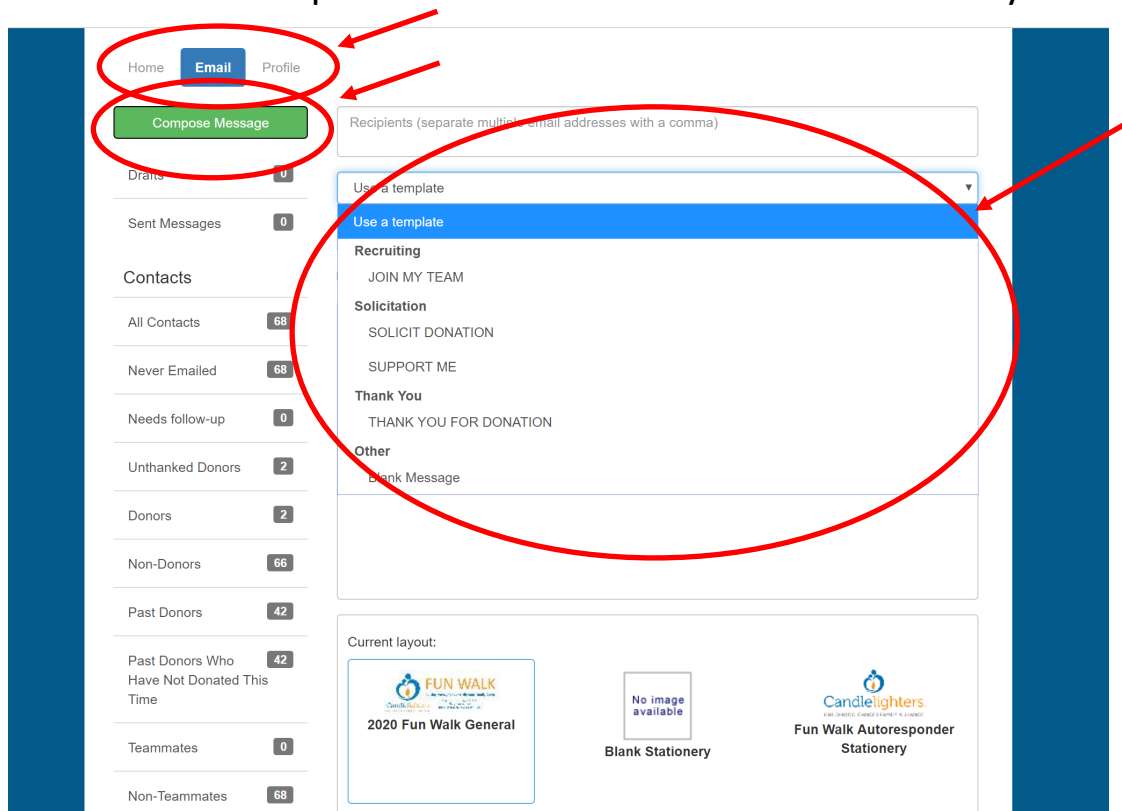 Home Email Profile
Compose Message
Recipients (separate multiple email addresses with a comma)
Drafts 0
Use a template
Sent Messages 0
Use a template
Recruiting
JOIN MY TEAM
Solicitation
SOLICIT DONATION
SUPPORT ME
Thank You
THANK YOU FOR DONATION
Other
Blank Message
Contacts
All Contacts 68
Never Emailed 68
Needs follow-up 0
Unthanked Donors 2
Donors 2
Non-Donors 66
Past Donors 42
Past Donors Who 42
Have Not Donated This
Time
Teammates 0
Non-Teammates 68
Current layout:
FUN WALK
Candlelighters
2020 Fun Walk General
No image
available
Blank Stationery
Candlelighters
Fun Walk Autoresponder
Stationery